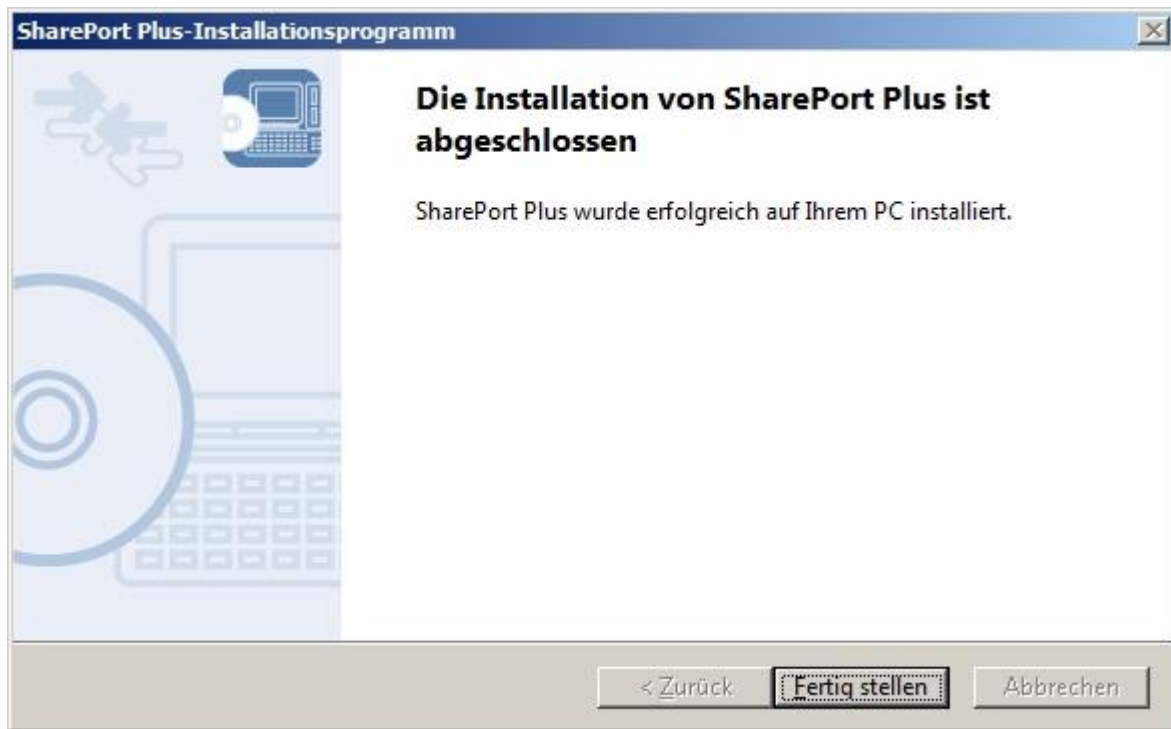 SharePort Plus-Installationsprogramm
Die Installation von SharePort Plus ist
abgeschlossen
SharePort Plus wurde erfolgreich auf Ihrem PC installiert.
< Zurück
Fertig stellen
Abbrechen